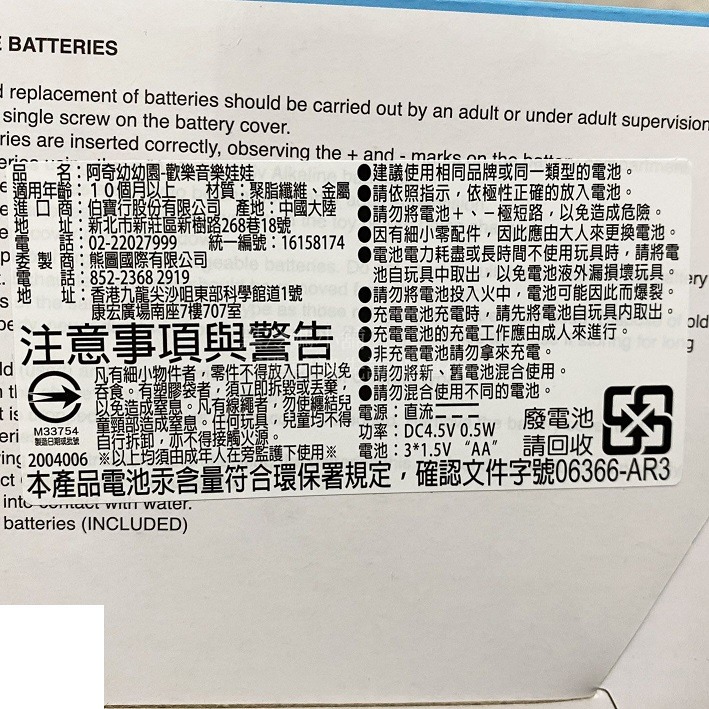 E BATTERIES
d replacement of batteries should be carried out by an adult or under adult supervision
single screw on the battery cover.
ries are inserted correctly, observing the + and - marks on the
品名：阿奇幼幼園-歡樂音樂娃娃
適用年齡：10個月以上 材質：聚脂纖維、金屬
進口商：伯寶行股份有限公司 產地：中國大陸
地址：新北市新莊區新樹路268巷18號
電話：02-22027999 統一編號：16158174
委製商：熊圖國際有限公司
電話：852-2368 2919
地址：香港九龍尖沙咀東部科學館道1號
康宏廣場南座7樓707室
注意事項與警告
凡有細小物件者，零件不得放入口中以免
吞食。有塑膠袋者，須立即拆毀或丟棄，
以免造成窒息。凡有線繩者，勿使纏結兒
童頸部造成窒息。任何玩具，兒童均不得
自行拆卸，亦不得接觸火源。
M33754
製造日期或批號
2004006 ※以上均須由成年人在旁監護下使用※
●建議使用相同品牌或同一類型的電池。
●請依照指示，依極性正確的放入電池。
●請勿將電池＋、－極短路，以免造成危險。
●因有細小零配件，因此應由大人來更換電池。
●電池電力耗盡或長時間不使用玩具時，請將電
池自玩具中取出，以免電池液外漏損壞玩具。
●請勿將電池投入火中，電池可能因此而爆裂。
●充電電池充電時，請先將電池自玩具内取出。
●充電電池的充電工作應由成人來進行。
●非充電電池請勿拿來充電。
●請勿將新、舊電池混合使用。
●請勿混合使用不同的電池。
電源：直流
功率：DC4.5V 0.5W
電池：3*1.5V “AA”
廢電池
請回收
本產品電池汞含量符合環保署規定，確認文件字號06366-AR3
into contact with water.
batteries (INCLUDED)